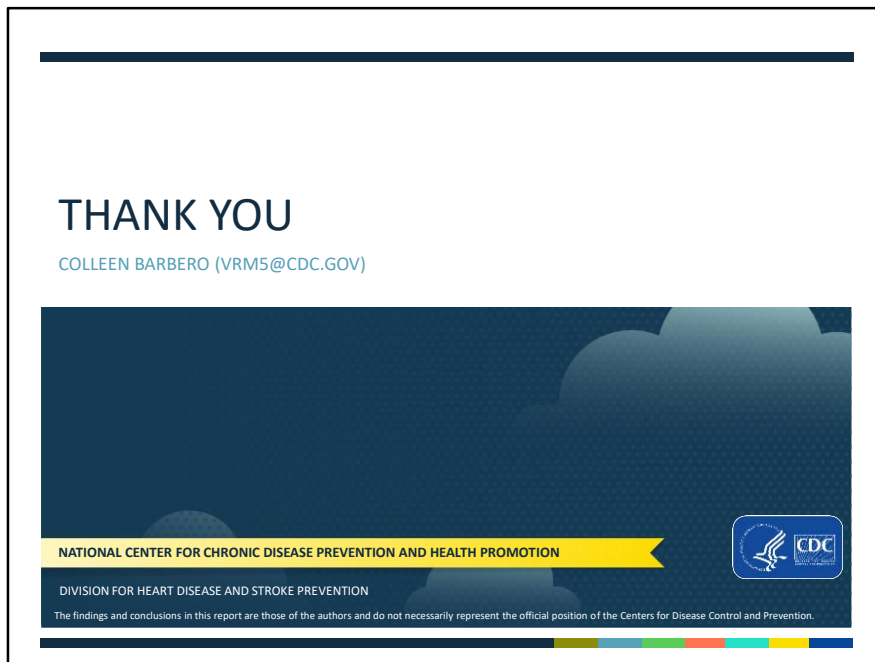 THANK YOU
COLLEEN BARBERO (VRM5@CDC.GOV)
NATIONAL CENTER FOR CHRONIC DISEASE PREVENTION AND HEALTH PROMOTION
CDC
DIVISION FOR HEART DISEASE AND STROKE PREVENTION
The findings and conclusions in this report are those of the authors and do not necessarily represent the official position of the Centers for Disease Control and Prevention.